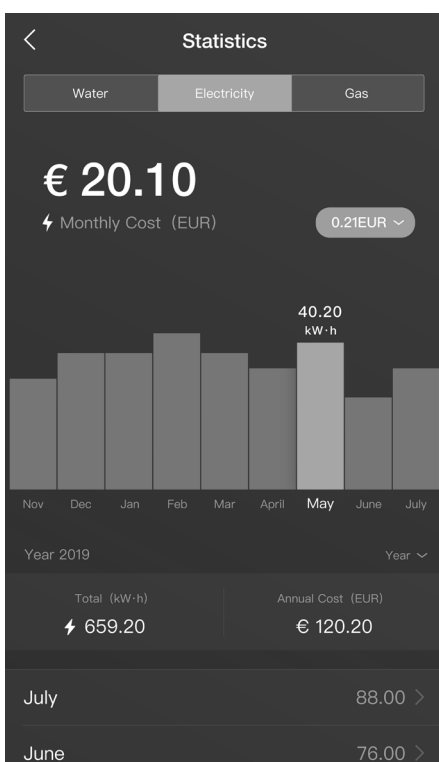 Statistics
Water Electricity Gas
€ 20.10
Monthly Cost (EUR)
0.21EUR
40.20
kW·h
Nov Dec Jan Feb Mar April May June July
Year 2019 Year
Total (kW·h) Annual Cost (EUR)
659.20 € 120.20
July 88.00
June 76.00